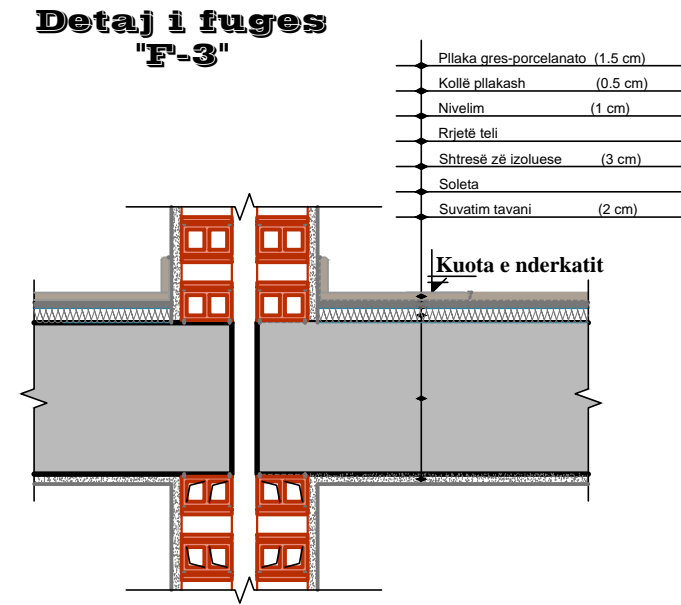 Detaj i fuges
"F-3"
Pllaka gres-porcelanato (1.5 cm)
Kollë pllakash (0.5 cm)
Nivelim (1 cm)
Rrjetë teli
Shtresë zë izoluese (3 cm)
Soleta
Suvatim tavani (2 cm)
Kuota e nderkatit